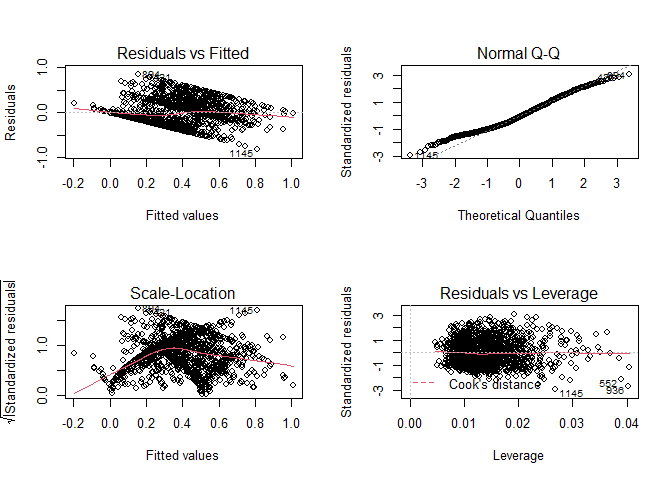 Residuals vs Fitted
Residuals
1.0
0.0
-1.0
1145
-0.2 0.0 0.2 0.4 0.6 0.8 1.0
Fitted values
Normal Q-Q
Standardized residuals
3
1
-1
-3
1145
-3 -2 -1 0 1 2 3
Theoretical Quantiles
Scale-Location
√|Standardized residuals|
1.0
0.0
1145
-0.2 0.0 0.2 0.4 0.6 0.8 1.0
Fitted values
Residuals vs Leverage
Standardized residuals
3
1
-1
-3
Cook's distance
552
1145
936
0.00 0.01 0.02 0.03 0.04
Leverage